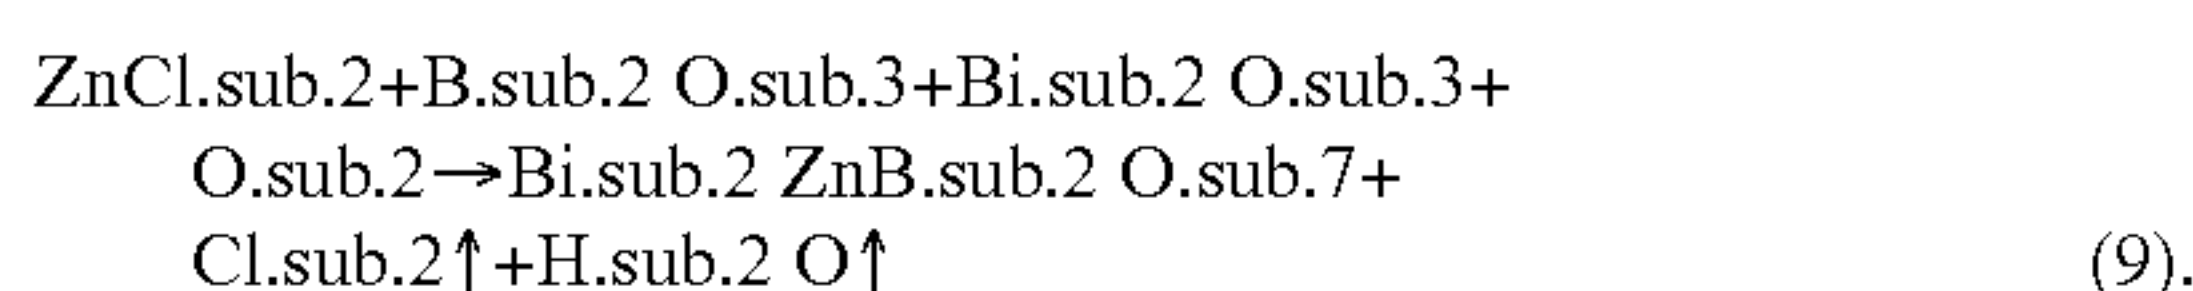 ZnCl.sub.2+B.sub.2 O.sub.3+Bi.sub.2 O.sub.3+
O.sub.2→Bi.sub.2 ZnB.sub.2 O.sub.7+
Cl.sub.2↑+H.sub.2 O↑ (9).